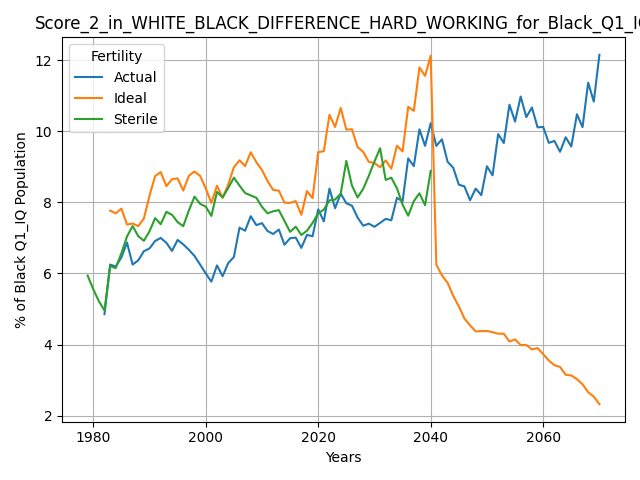 Score_2_in_WHITE_BLACK_DIFFERENCE_HARD_WORKING_for_Black_Q1_I
Fertility
Actual
Ideal
Sterile
% of Black Q1_IQ Population
12
10
8
6
4
2
1980
2000
2020
2040
2060
Years